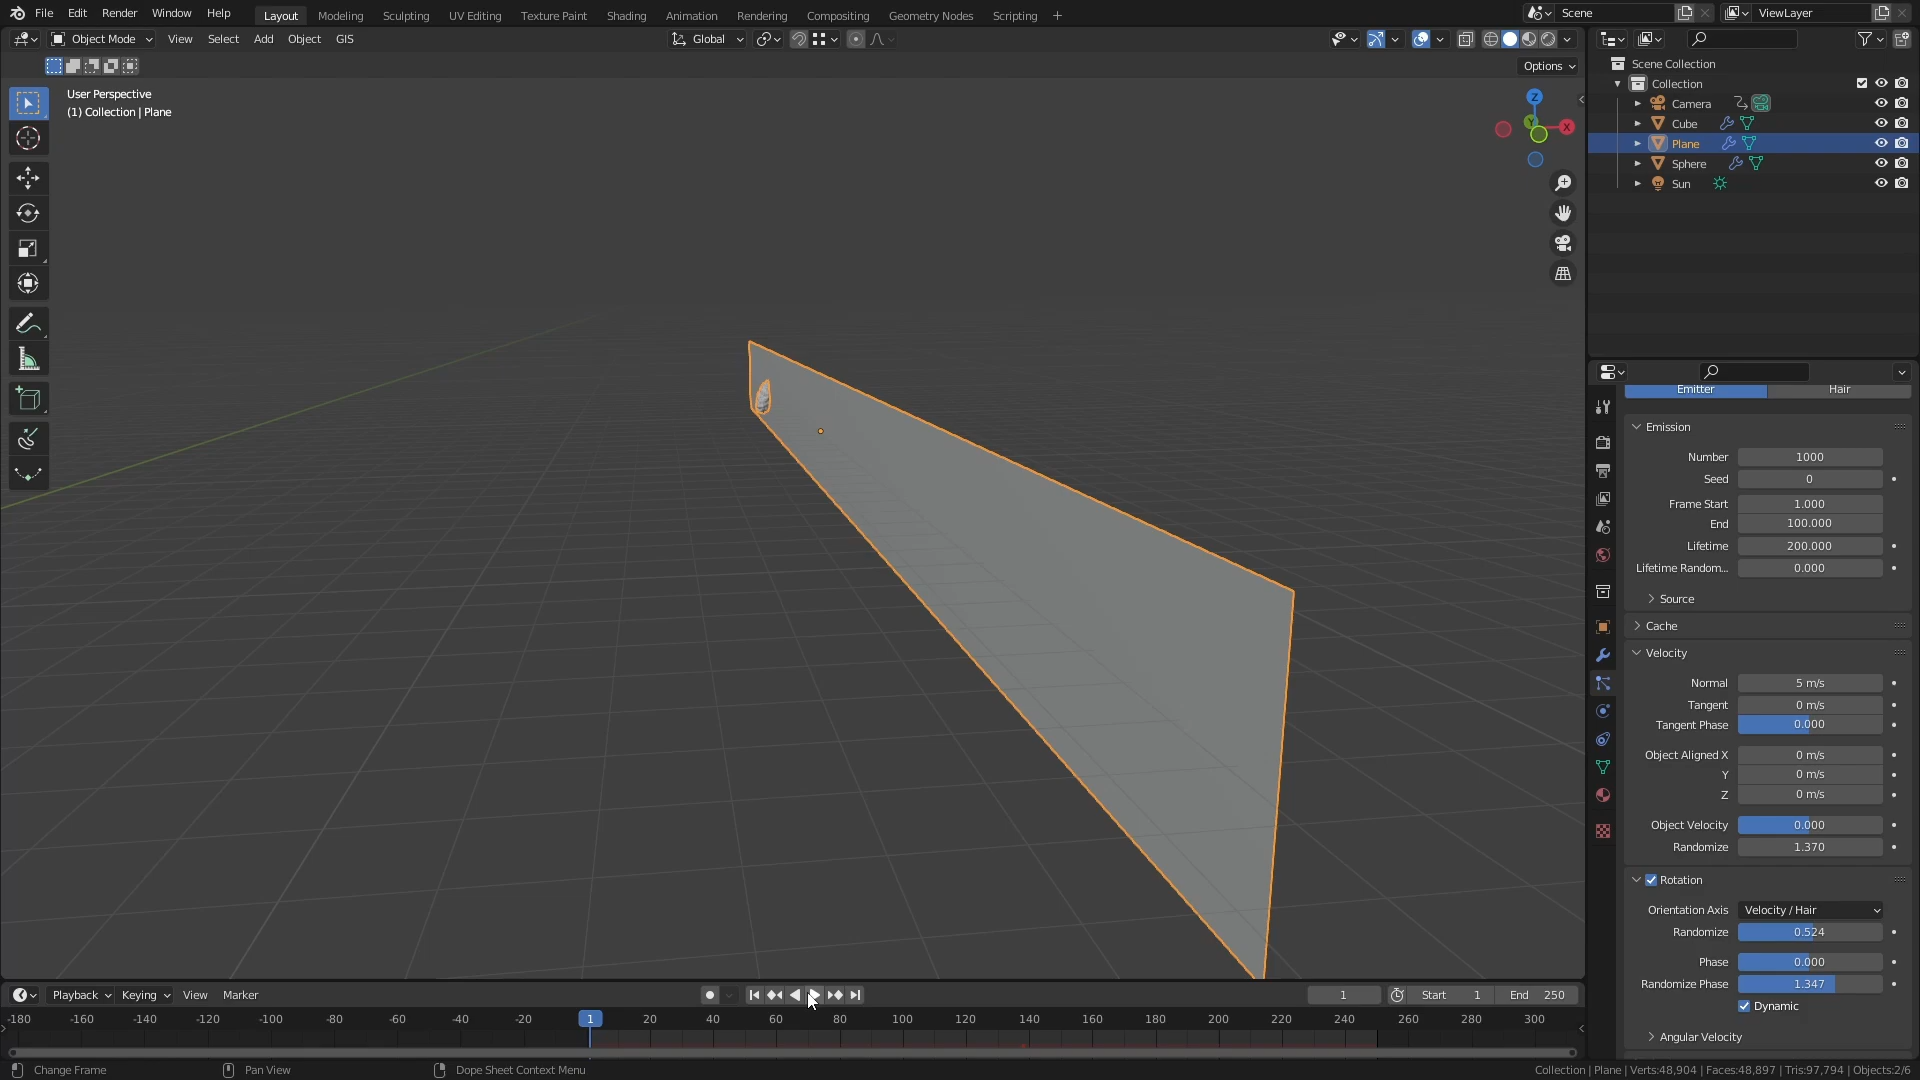 File Edit Render Window Help Layout Modeling Sculpting UV Editing Texture Paint Shading Animation Rendering Compositing Geometry Nodes Scripting + Scene ViewLayer
Object Mode View Select Add Object GIS Global
Options
User Perspective
(1) Collection | Plane
Z
Y
X
Scene Collection
Collection
Camera
Cube
Plane
Sphere
Sun
Emitter Hair
Emission
Number 1000
Seed 0
Frame Start 1.000
End 100.000
Lifetime 200.000
Lifetime Random... 0.000
Source
Cache
Velocity
Normal 5 m/s
Tangent 0 m/s
Tangent Phase 0.000
Object Aligned X 0 m/s
Y 0 m/s
Z 0 m/s
Object Velocity 0.000
Randomize 1.370
Rotation
Orientation Axis Velocity / Hair
Randomize 0.524
Phase 0.000
Randomize Phase 1.347
Dynamic
Angular Velocity
Playback Keying View Marker 1 Start 1 End 250
-180 -160 -140 -120 -100 -80 -60 -40 -20 1 20 40 60 80 100 120 140 160 180 200 220 240 260 280 300
Change Frame Pan View Dope Sheet Context Menu Collection | Plane | Verts:48,904 | Faces:48,897 | Tris:97,794 | Objects:2/6